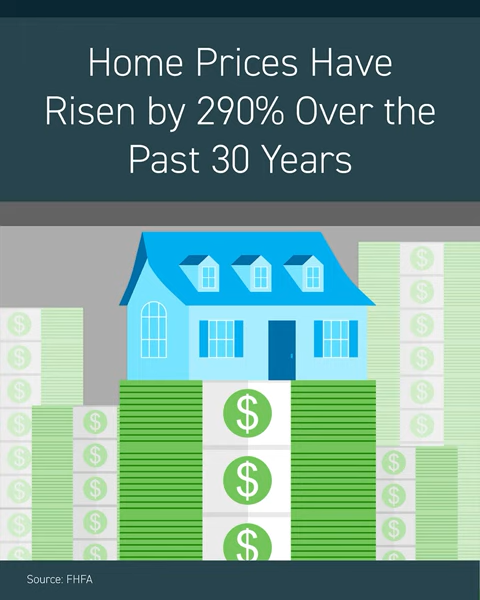 Home Prices Have
Risen by 290% Over the
Past 30 Years
$ $
$ $
$ $
$ $ $
$ $ $
$ $ $ $
$ $ $ $
$ $ $ $
Source: FHFA